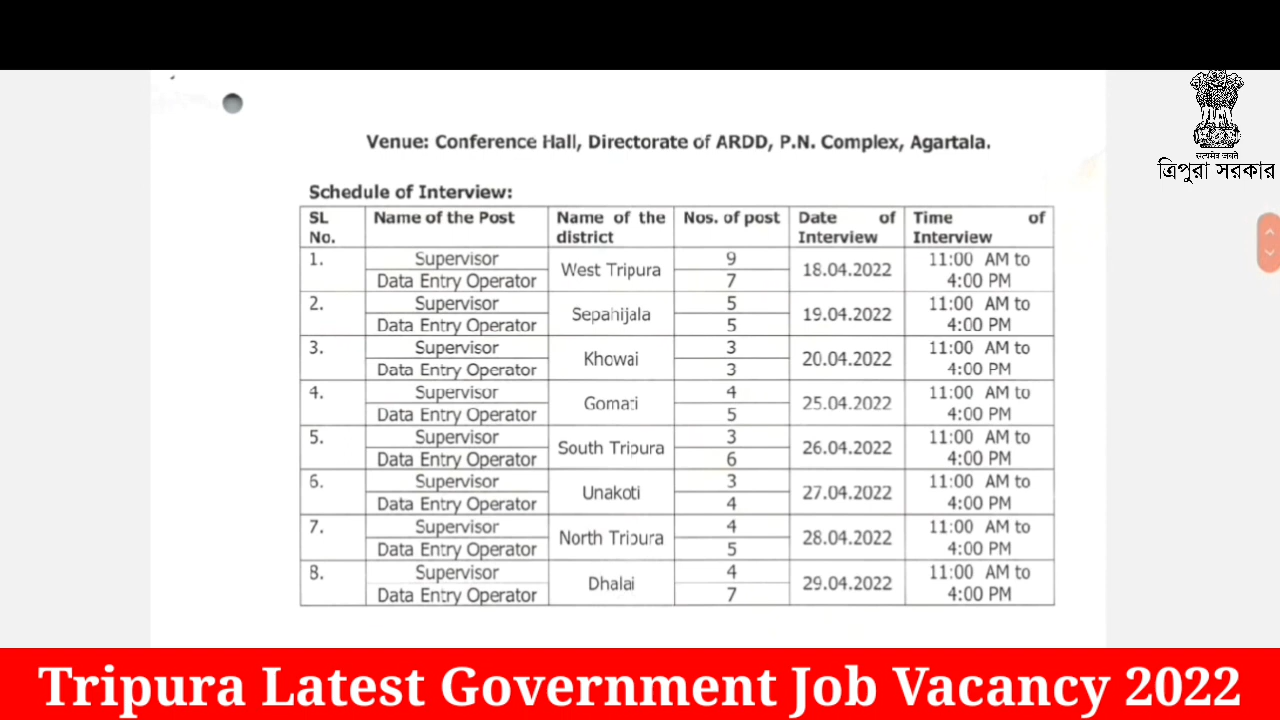 सत्यमेव जयते
ত্রিপুরা সরকার
Venue: Conference Hall, Directorate of ARDD, P.N. Complex, Agartala.
Schedule of Interview:
SL No. Name of the Post Name of the district Nos. of post Date of Interview Time of Interview
1. Supervisor West Tripura 9 18.04.2022 11:00 AM to
Data Entry Operator 7 4:00 PM
2. Supervisor Sepahijala 5 19.04.2022 11:00 AM to
Data Entry Operator 5 4:00 PM
3. Supervisor Khowai 3 20.04.2022 11:00 AM to
Data Entry Operator 3 4:00 PM
4. Supervisor Gomati 4 25.04.2022 11:00 AM to
Data Entry Operator 5 4:00 PM
5. Supervisor South Tripura 3 26.04.2022 11:00 AM to
Data Entry Operator 6 4:00 PM
6. Supervisor Unakoti 3 27.04.2022 11:00 AM to
Data Entry Operator 4 4:00 PM
7. Supervisor North Tripura 4 28.04.2022 11:00 AM to
Data Entry Operator 5 4:00 PM
8. Supervisor Dhalai 4 29.04.2022 11:00 AM to
Data Entry Operator 7 4:00 PM
Tripura Latest Government Job Vacancy 2022